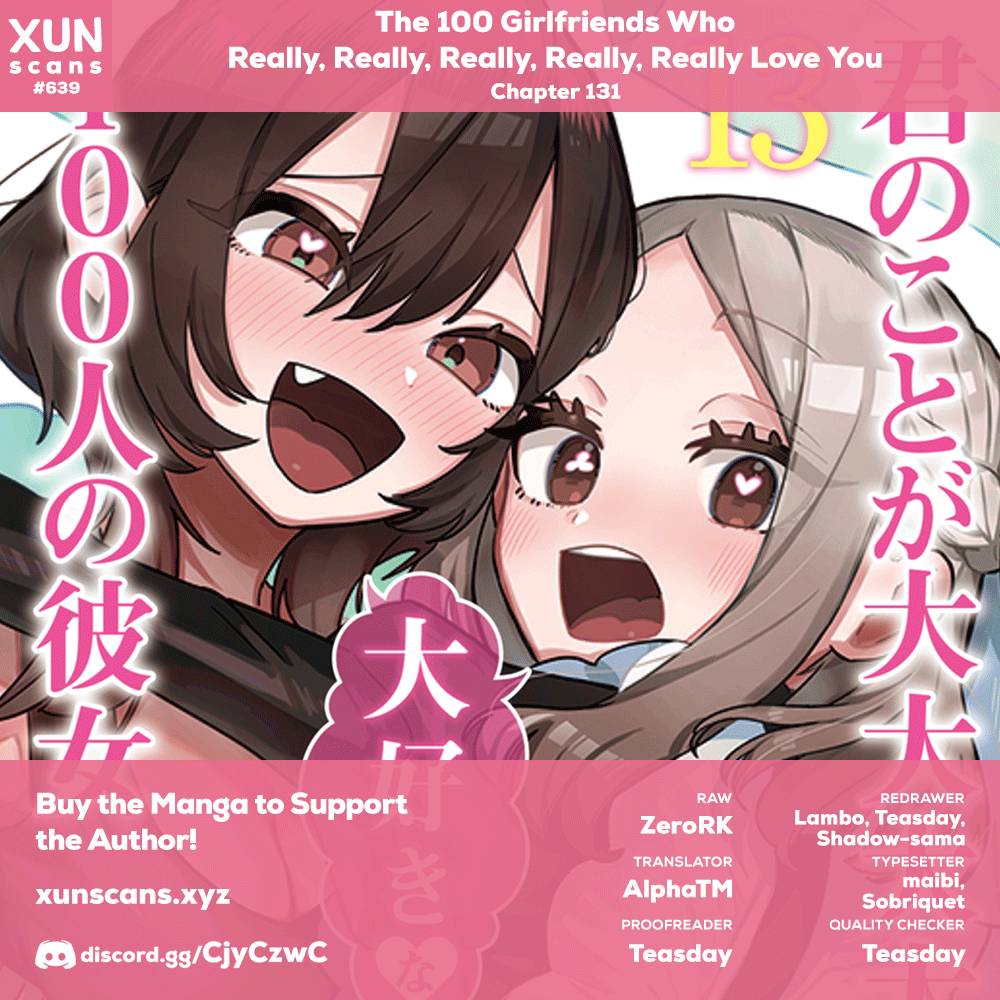 XUN
scans
#639
The 100 Girlfriends Who
Really, Really, Really, Really, Really Love You
Chapter 131
13
君のことが大大
大好きな
100人の彼女
Buy the Manga to Support
the Author!
xunscans.xyz
discord.gg/CjyCzwC
RAW
ZeroRK
TRANSLATOR
AlphaTM
PROOFREADER
Teasday
REDRAWER
Lambo, Teasday,
Shadow-sama
TYPESETTER
maibi,
Sobriquet
QUALITY CHECKER
Teasday